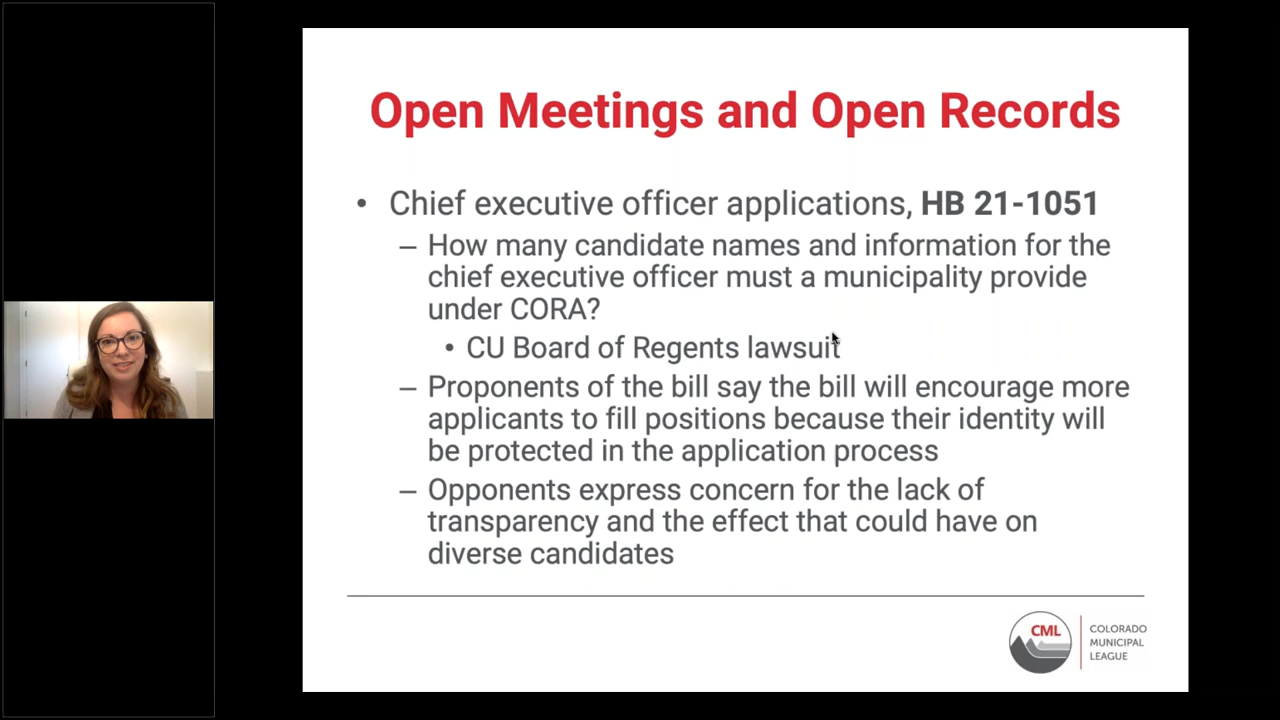 Open Meetings and Open Records
• Chief executive officer applications, HB 21-1051
– How many candidate names and information for the
chief executive officer must a municipality provide
under CORA?
• CU Board of Regents lawsuit
– Proponents of the bill say the bill will encourage more
applicants to fill positions because their identity will
be protected in the application process
– Opponents express concern for the lack of
transparency and the effect that could have on
diverse candidates
CML
COLORADO
MUNICIPAL
LEAGUE